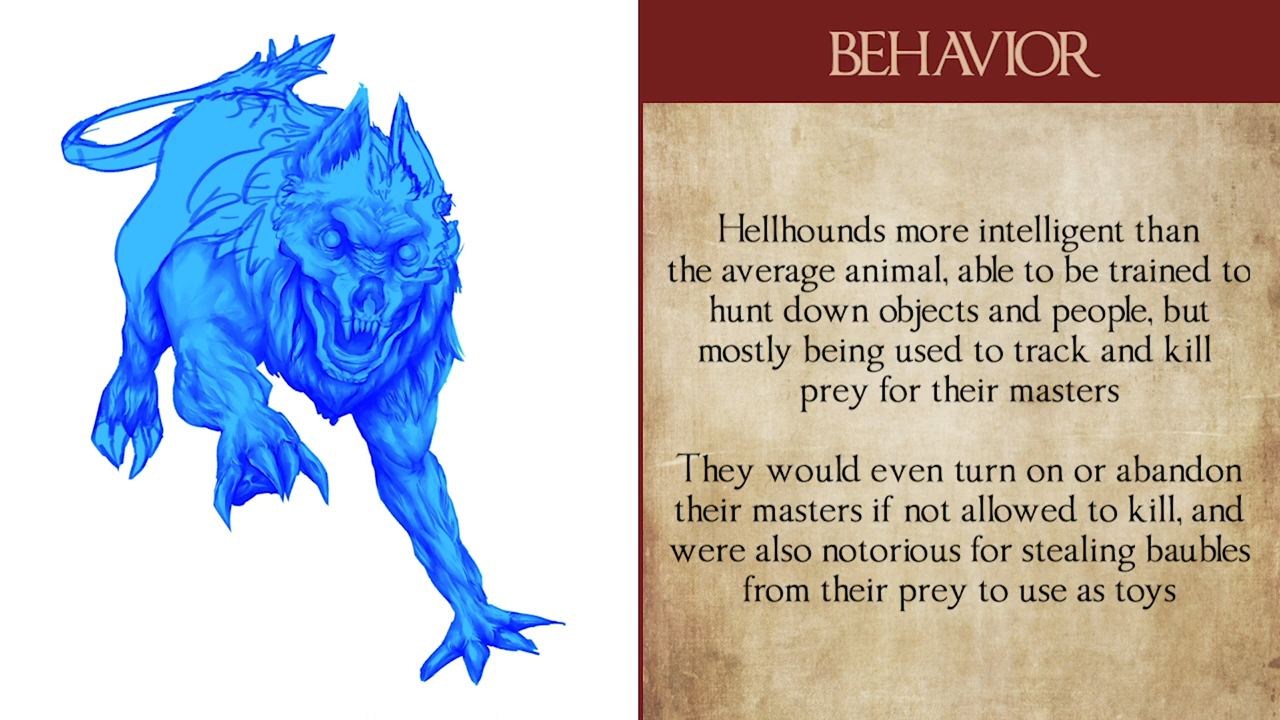 BEHAVIOR
Hellhounds more intelligent than
the average animal, able to be trained to
hunt down objects and people, but
mostly being used to track and kill
prey for their masters
They would even turn on or abandon
their masters if not allowed to kill, and
were also notorious for stealing baubles
from their prey to use as toys